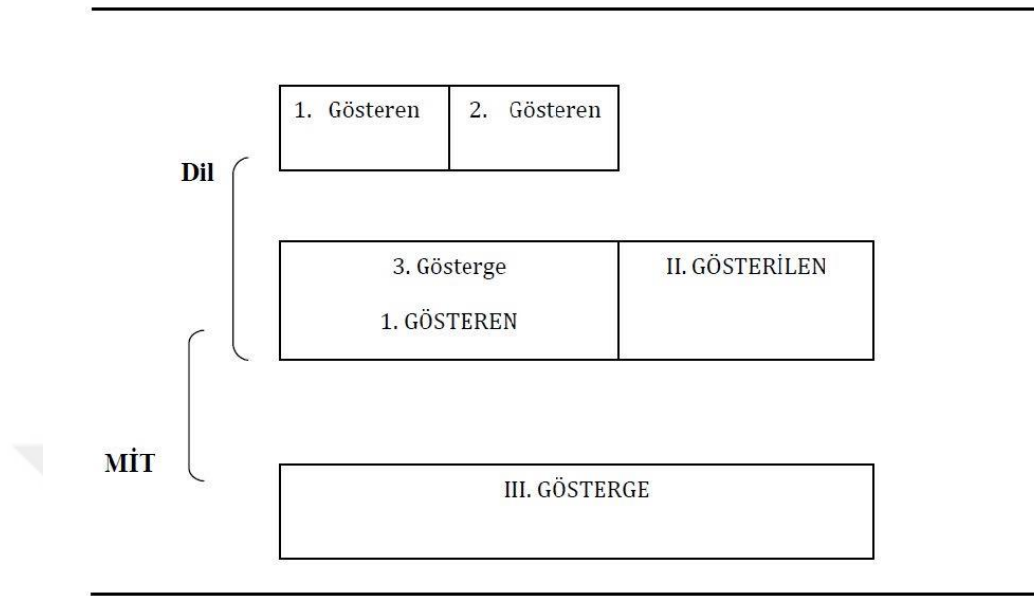 1. Gösteren
2. Gösteren
Dil
3. Gösterge
II. GÖSTERİLEN
1. GÖSTEREN
MİT
III. GÖSTERGE